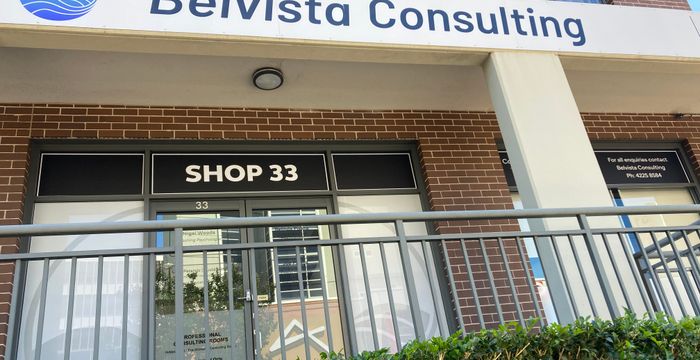 Belvista Consulting
SHOP 33
For all enquiries contact
Belvista Consulting
Ph: 4225 8584
33
PROFESSIONAL
CONSULTING ROOMS